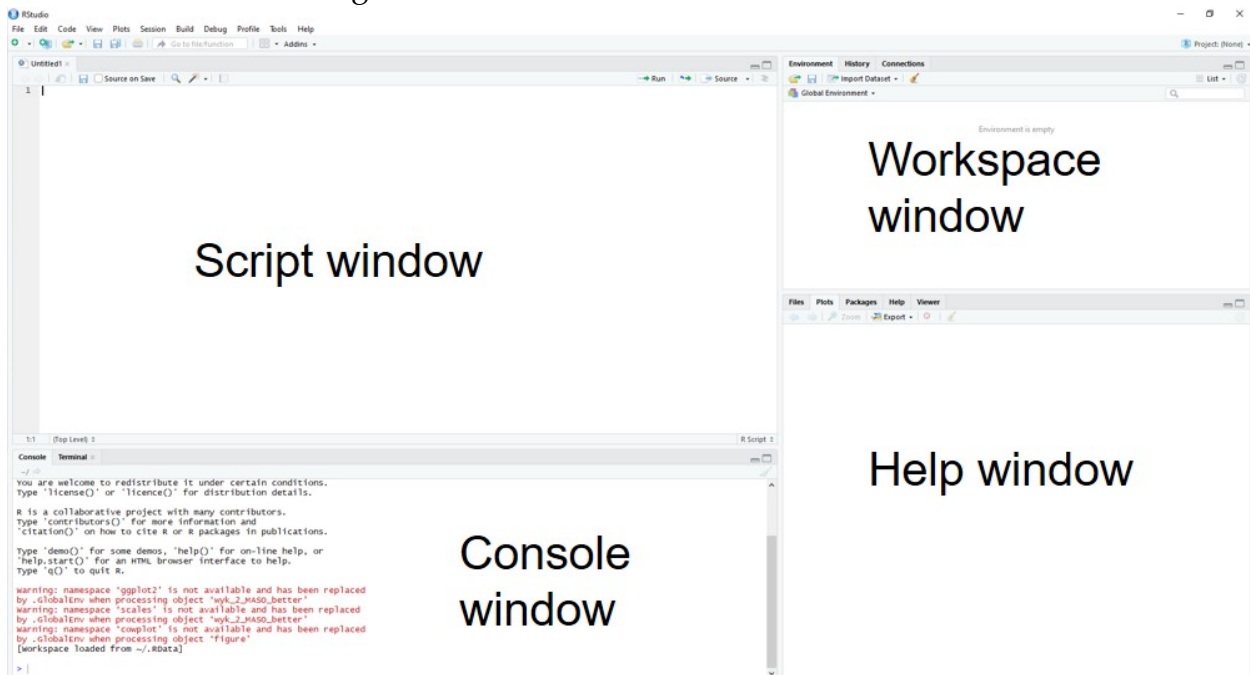 RStudio
File Edit Code View Plots Session Build Debug Profile Tools Help
Go to file/function Addins Project: (None)
Untitled1
Source on Save Run Source
1
Script window
1:1 (Top Level) R Script
Console Terminal
~/
You are welcome to redistribute it under certain conditions.
Type 'license()' or 'licence()' for distribution details.
R is a collaborative project with many contributors.
Type 'contributors()' for more information and
'citation()' on how to cite R or R packages in publications.
Type 'demo()' for some demos, 'help()' for on-line help, or
'help.start()' for an HTML browser interface to help.
Type 'q()' to quit R.
Warning: namespace 'ggplot2' is not available and has been replaced
by .GlobalEnv when processing object 'wyk_2_MASO_better'
Warning: namespace 'scales' is not available and has been replaced
by .GlobalEnv when processing object 'wyk_2_MASO_better'
Warning: namespace 'cowplot' is not available and has been replaced
by .GlobalEnv when processing object 'figure'
[Workspace loaded from ~/.RData]
>
Console
window
Environment History Connections
Import Dataset List
Global Environment
Environment is empty
Workspace
window
Files Plots Packages Help Viewer
Zoom Export
Help window